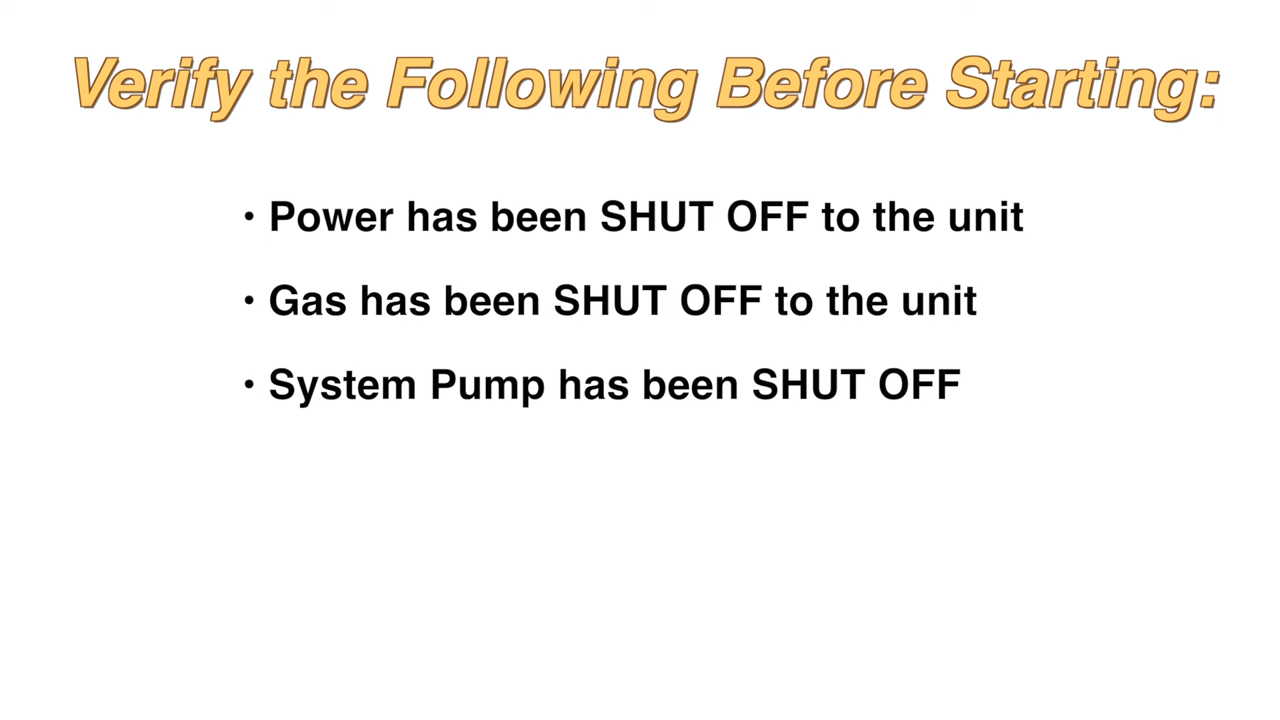 Verify the Following Before Starting:
• Power has been SHUT OFF to the unit
• Gas has been SHUT OFF to the unit
• System Pump has been SHUT OFF